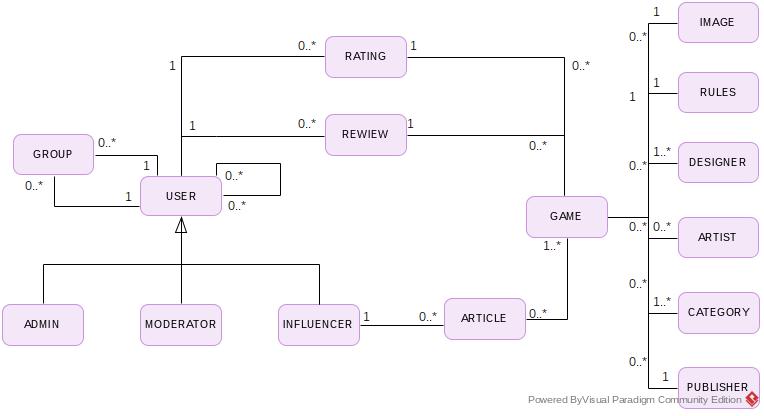 1
IMAGE
0..*
0..*
RATING
1
1
0..*
1
RULES
1
1
0..*
REWIEW
1
0..*
0..*
GROUP
1
1..*
DESIGNER
0..*
0..*
1
USER
0..*
0..*
GAME
0..*
0..*
ARTIST
1..*
0..*
ADMIN
MODERATOR
INFLUENCER
1
0..*
ARTICLE
0..*
1..*
CATEGORY
0..*
1
PUBLISHER
Powered ByVisual Paradigm Community Edition